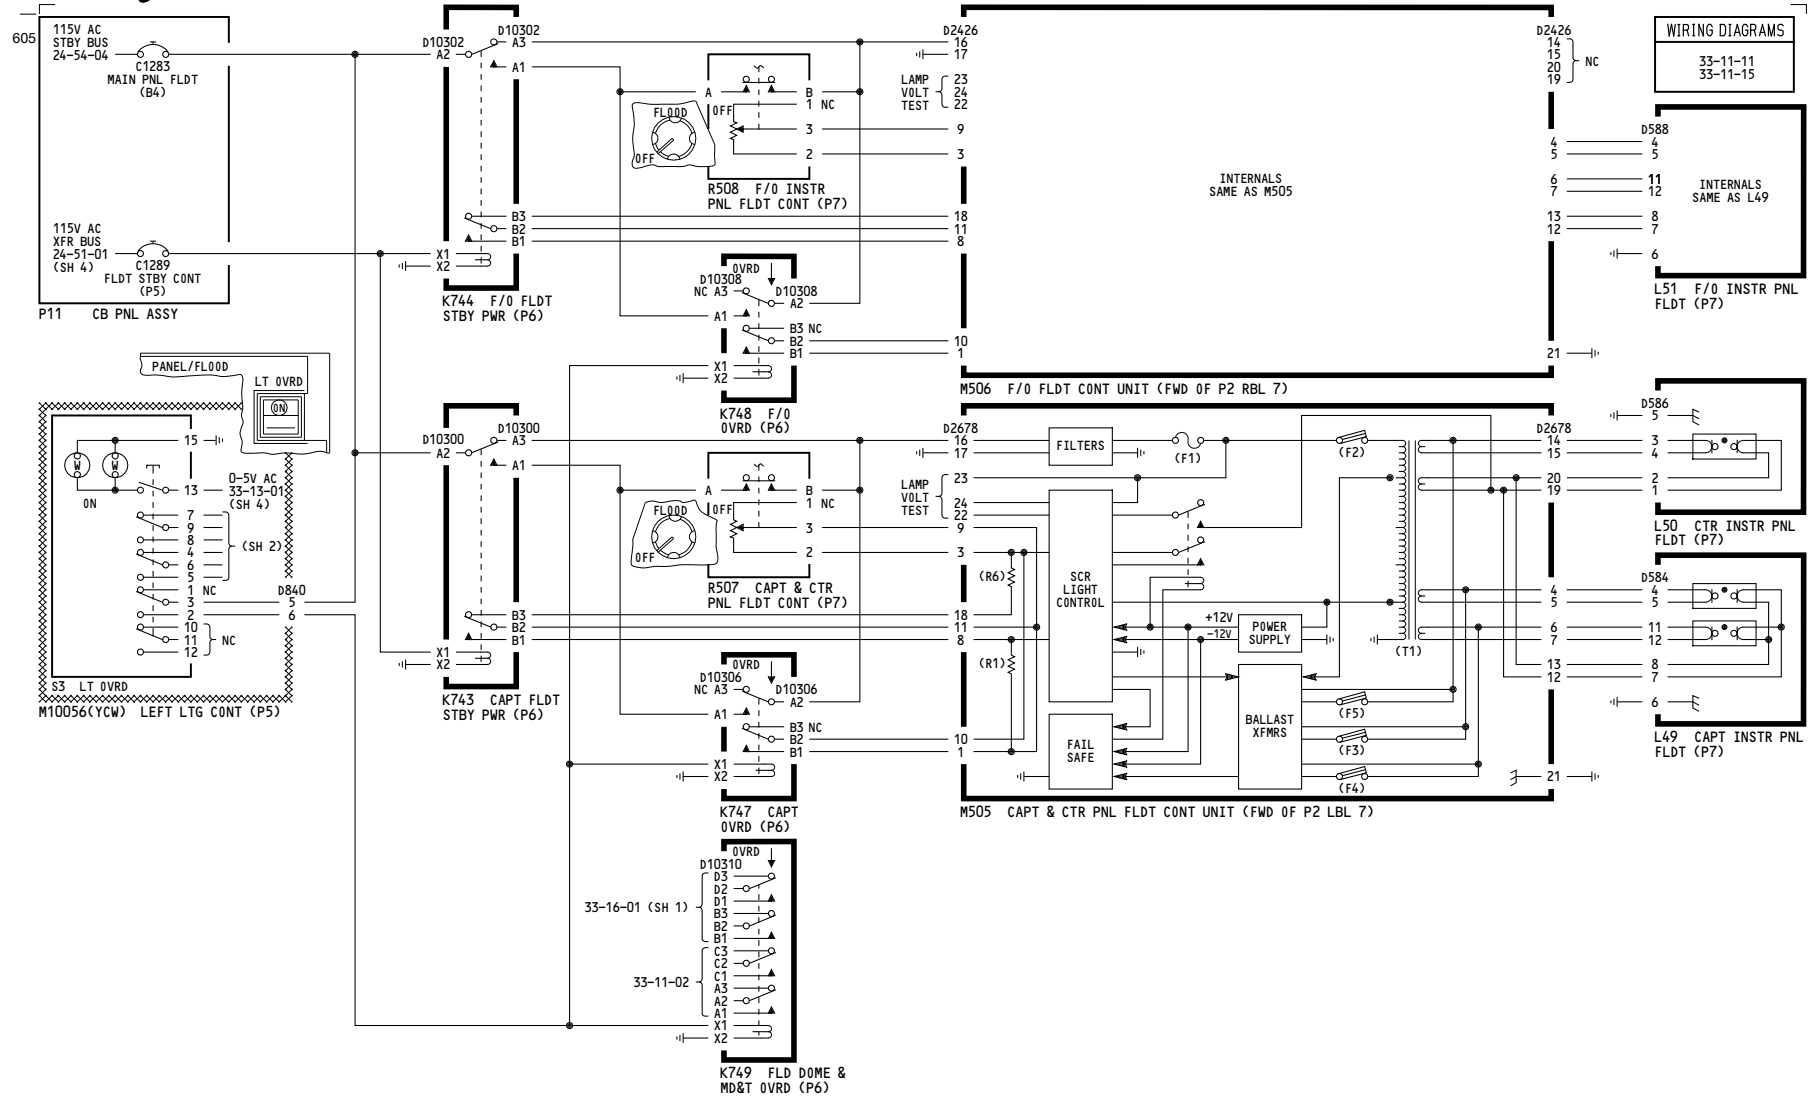 605
115V AC
STBY BUS
24-54-04
C1283
MAIN PNL FLDT
(B4)
115V AC
XFR BUS
24-51-01
(SH 4)
C1289
FLDT STBY CONT
(P5)
P11 CB PNL ASSY
D10302
A2
D10302
A3
A1
B3
B2
B1
X1
X2
K744 F/O FLDT
STBY PWR (P6)
A
B
1 NC
OFF
3
2
FLOOD
OFF
R508 F/O INSTR
PNL FLDT CONT (P7)
OVRD
D10308
NC A3
D10308
A2
A1
B3 NC
B2
B1
X1
X2
K748 F/O
OVRD (P6)
D2426
16
17
LAMP
VOLT
TEST
23
24
22
9
3
18
11
8
10
1
INTERNALS
SAME AS M505
D2426
14
15
20
19
NC
4
5
6
7
13
12
21
M506 F/O FLDT CONT UNIT (FWD OF P2 RBL 7)
WIRING DIAGRAMS
33-11-11
33-11-15
D588
4
5
11
12
8
7
6
INTERNALS
SAME AS L49
L51 F/O INSTR PNL
FLDT (P7)
PANEL/FLOOD
LT OVRD
ON
15
W
W
ON
13
0-5V AC
33-13-01
(SH 4)
7
9
8
4
6
5
(SH 2)
1 NC
3
2
10
11
12
NC
D840
5
6
S3 LT OVRD
M10056(YCW) LEFT LTG CONT (P5)
D10300
A2
D10300
A3
A1
B3
B2
B1
X1
X2
K743 CAPT FLDT
STBY PWR (P6)
A
B
1 NC
OFF
3
2
FLOOD
OFF
R507 CAPT & CTR
PNL FLDT CONT (P7)
OVRD
D10306
NC A3
D10306
A2
A1
B3 NC
B2
B1
X1
X2
K747 CAPT
OVRD (P6)
D2678
16
17
LAMP
VOLT
TEST
23
24
22
9
3
18
11
8
10
1
FILTERS
(F1)
(F2)
(R6)
(R1)
SCR
LIGHT
CONTROL
+12V
-12V
POWER
SUPPLY
(T1)
FAIL
SAFE
BALLAST
XFMRS
(F5)
(F3)
(F4)
D2678
14
15
20
19
4
5
6
7
13
12
21
M505 CAPT & CTR PNL FLDT CONT UNIT (FWD OF P2 LBL 7)
D586
5
3
4
2
1
L50 CTR INSTR PNL
FLDT (P7)
D584
4
5
11
12
8
7
6
L49 CAPT INSTR PNL
FLDT (P7)
OVRD
D10310
D3
D2
D1
B3
B2
B1
33-16-01 (SH 1)
C3
C2
C1
A3
A2
A1
33-11-02
X1
X2
K749 FLD DOME &
MD&T OVRD (P6)